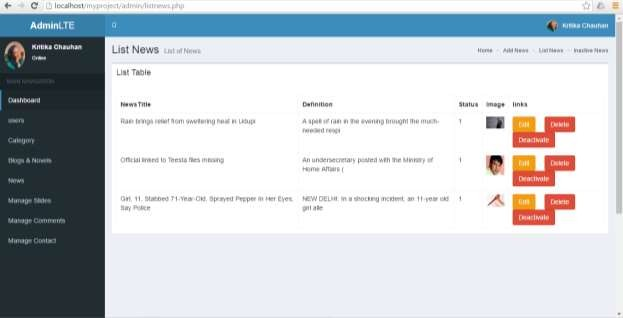 localhost/myproject/admin/listnews.php
AdminLTE
Kritika Chauhan
Kritika Chauhan
Online
MAIN NAVIGATION
Dashboard
users
Category
Blogs & Novels
News
Manage Slides
Manage Comments
Manage Contact
List News List of News
Home - Add News - List News - Inactive News
List Table
NewsTitle Definition Status Image links
Rain brings relief from sweltering heat in Udupi A spell of rain in the evening brought the much- 1 Edit Delete
needed respi
Deactivate
Official linked to Teesta files missing An undersecretary posted with the Ministry of 1 Edit Delete
Home Affairs (
Deactivate
Girl, 11, Stabbed 71-Year-Old, Sprayed Pepper In Her Eyes, NEW DELHI: In a shocking incident, an 11-year old 1 Edit Delete
Say Police girl alle
Deactivate